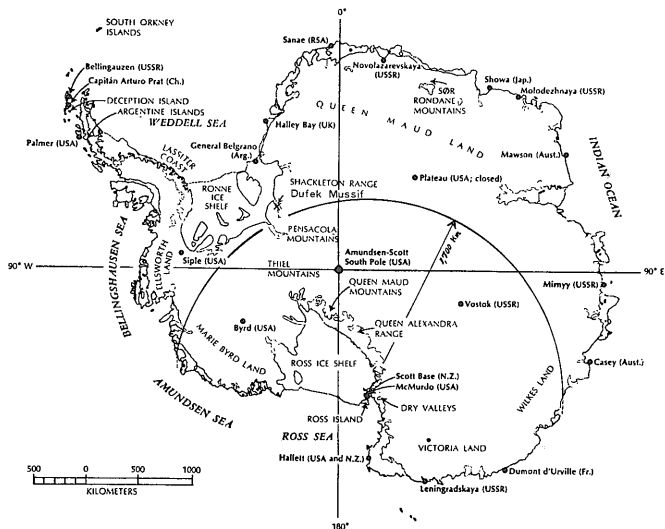 0°
SOUTH ORKNEY
ISLANDS
Sanae (RSA)
Novolazarevskaya
(USSR)
Bellingauzen (USSR)
Capitán Arturo Prat (Ch.)
DECEPTION ISLAND
ARGENTINE ISLANDS
WEDDELL SEA
Palmer (USA)
LASSITER
COAST
Halley Bay (UK)
General Belgrano
(Arg.)
SØR
RONDANE
MOUNTAINS
Showa (Jap.)
Molodezhnaya (USSR)
QUEEN MAUD LAND
Mawson (Aust.)
INDIAN OCEAN
Plateau (USA; closed)
RONNE
ICE
SHELF
SHACKLETON RANGE
Dufek Mussif
PENSACOLA
MOUNTAINS
1,700 Km
BELLINGSHAUSEN SEA
ELLSWORTH
LAND
Siple (USA)
THIEL
MOUNTAINS
Amundsen-Scott
South Pole (USA)
90° W
90° E
QUEEN MAUD
MOUNTAINS
Vostok (USSR)
Mirnyy (USSR)
Byrd (USA)
QUEEN ALEXANDRA
RANGE
MARIE BYRD LAND
ROSS ICE SHELF
Casey (Aust.)
AMUNDSEN SEA
Scott Base (N.Z.)
McMurdo (USA)
ROSS ISLAND
DRY VALLEYS
WILKES LAND
ROSS SEA
VICTORIA LAND
Hallett (USA and N.Z.)
Dumont d'Urville (Fr.)
Leningradskaya (USSR)
500 0 500 1000
KILOMETERS
180°